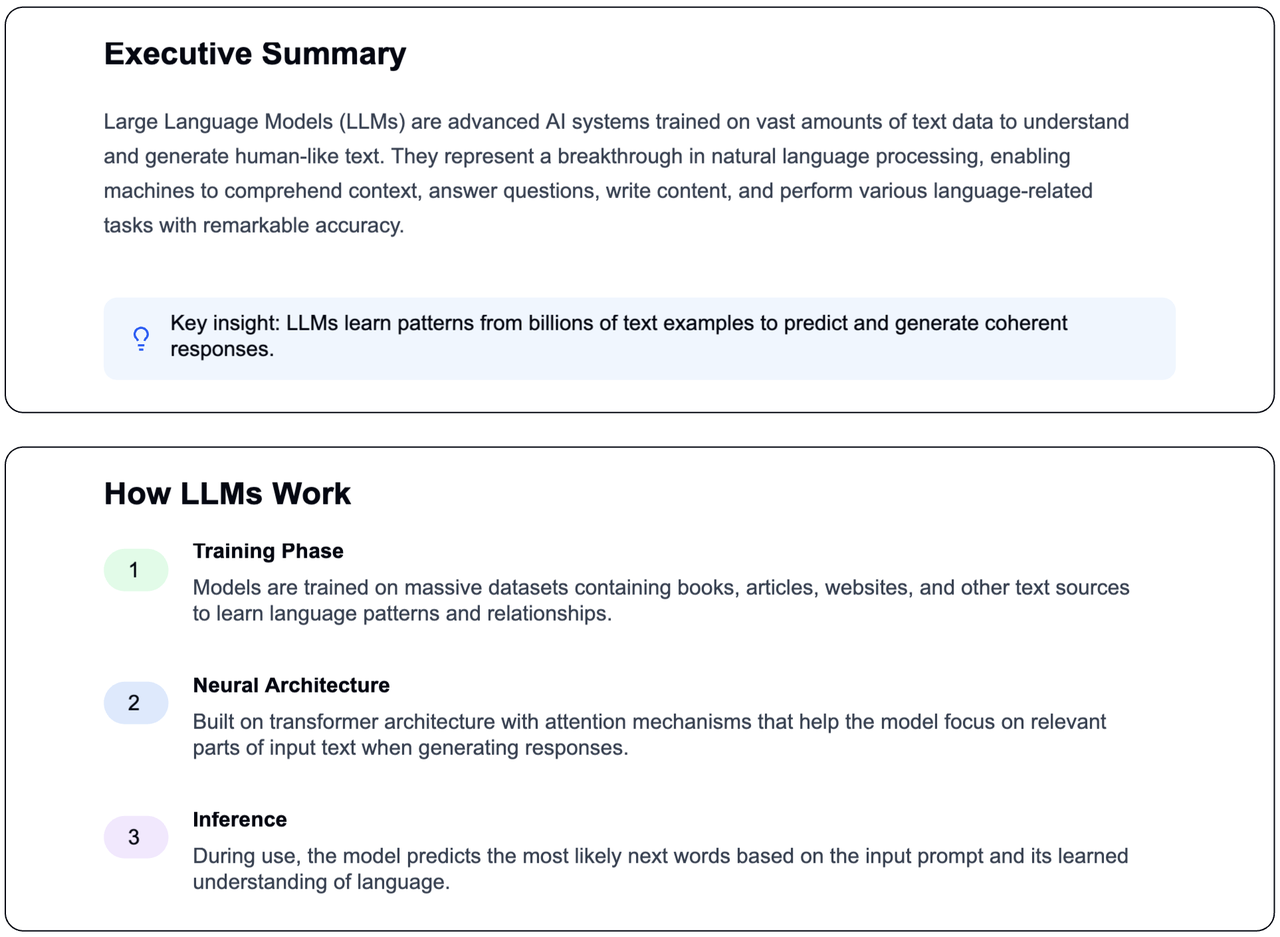 Executive Summary
Large Language Models (LLMs) are advanced AI systems trained on vast amounts of text data to understand
and generate human-like text. They represent a breakthrough in natural language processing, enabling
machines to comprehend context, answer questions, write content, and perform various language-related
tasks with remarkable accuracy.
Key insight: LLMs learn patterns from billions of text examples to predict and generate coherent
responses.
How LLMs Work
1
Training Phase
Models are trained on massive datasets containing books, articles, websites, and other text sources
to learn language patterns and relationships.
2
Neural Architecture
Built on transformer architecture with attention mechanisms that help the model focus on relevant
parts of input text when generating responses.
3
Inference
During use, the model predicts the most likely next words based on the input prompt and its learned
understanding of language.